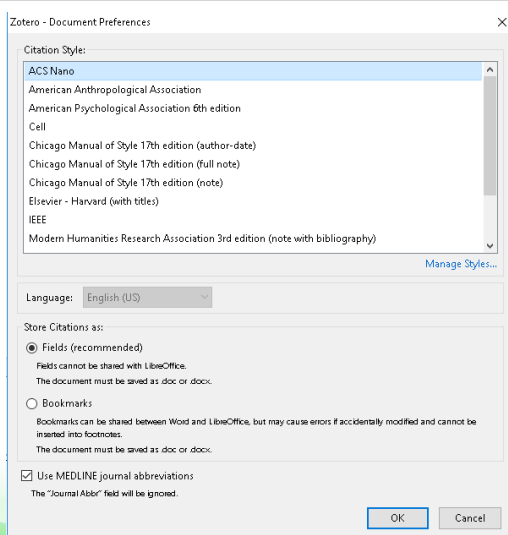 Zotero - Document Preferences
Citation Style:
ACS Nano
American Anthropological Association
American Psychological Association 6th edition
Cell
Chicago Manual of Style 17th edition (author-date)
Chicago Manual of Style 17th edition (full note)
Chicago Manual of Style 17th edition (note)
Elsevier - Harvard (with titles)
IEEE
Modern Humanities Research Association 3rd edition (note with bibliography)
Manage Styles...
Language: English (US)
Store Citations as:
Fields (recommended)
Fields cannot be shared with LibreOffice.
The document must be saved as .doc or .docx.
Bookmarks
Bookmarks can be shared between Word and LibreOffice, but may cause errors if accidentally modified and cannot be
inserted into footnotes.
The document must be saved as .doc or .docx.
Use MEDLINE journal abbreviations
The "Journal Abbr" field will be ignored.
OK Cancel